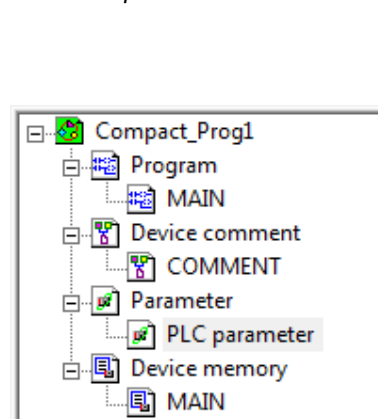 Compact_Prog1
Program
MAIN
Device comment
COMMENT
Parameter
PLC parameter
Device memory
MAIN